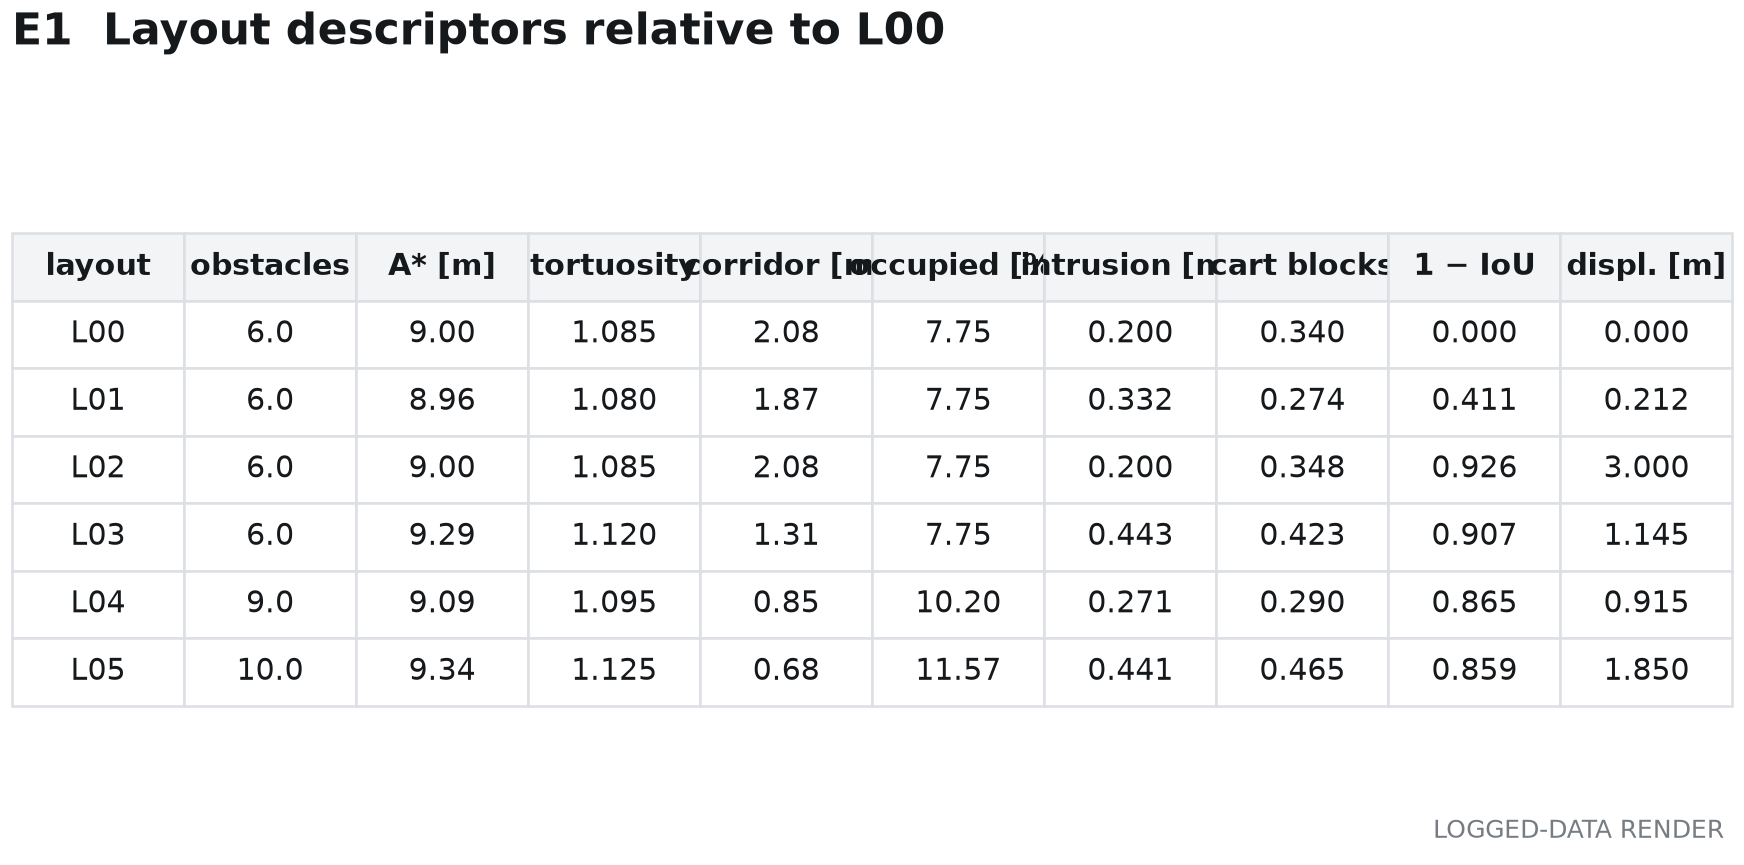 E1 Layout descriptors relative to L00
layout obstacles A* [m] tortuosity corridor [m occupied [% intrusion [m cart blocks 1 − IoU displ. [m]
L00 6.0 9.00 1.085 2.08 7.75 0.200 0.340 0.000 0.000
L01 6.0 8.96 1.080 1.87 7.75 0.332 0.274 0.411 0.212
L02 6.0 9.00 1.085 2.08 7.75 0.200 0.348 0.926 3.000
L03 6.0 9.29 1.120 1.31 7.75 0.443 0.423 0.907 1.145
L04 9.0 9.09 1.095 0.85 10.20 0.271 0.290 0.865 0.915
L05 10.0 9.34 1.125 0.68 11.57 0.441 0.465 0.859 1.850
LOGGED-DATA RENDER